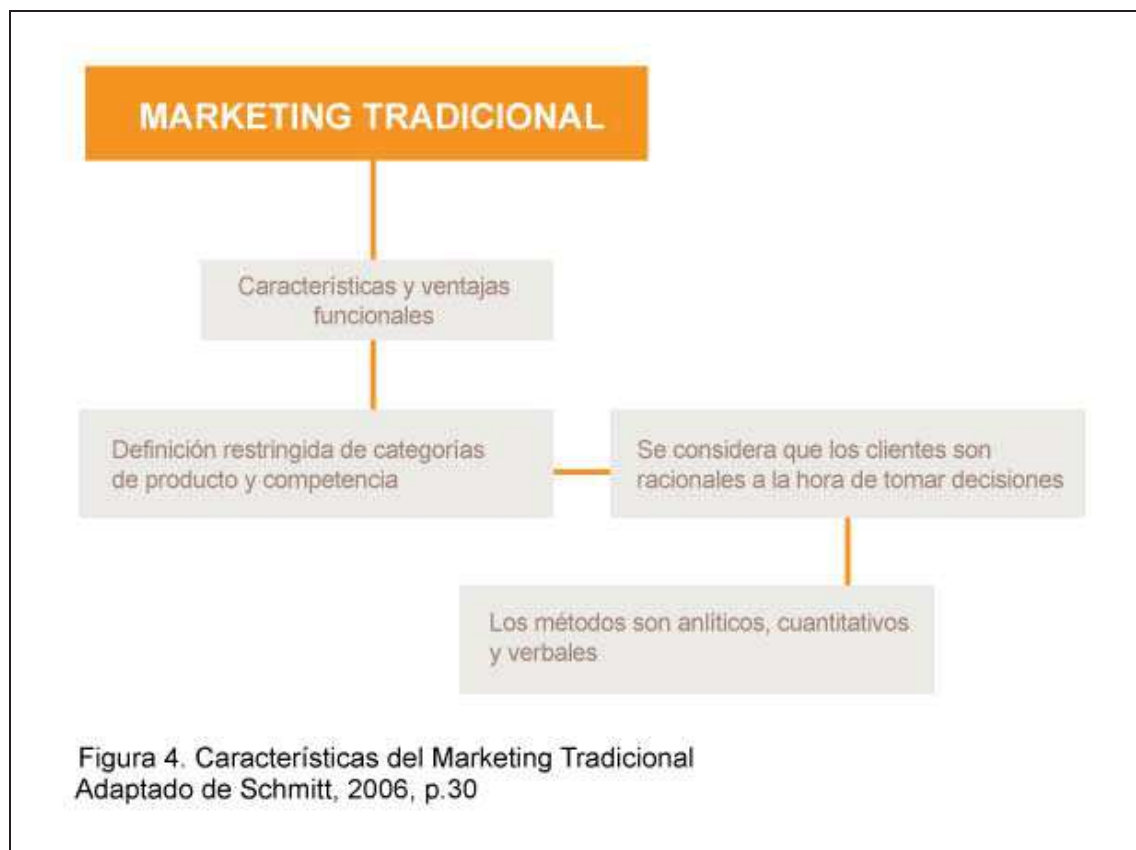 MARKETING TRADICIONAL
Características y ventajas
funcionales
Definición restringida de categorías
de producto y competencia
Se considera que los clientes son
racionales a la hora de tomar decisiones
Los métodos son anlíticos, cuantitativos
y verbales
Figura 4. Características del Marketing Tradicional
Adaptado de Schmitt, 2006, p.30